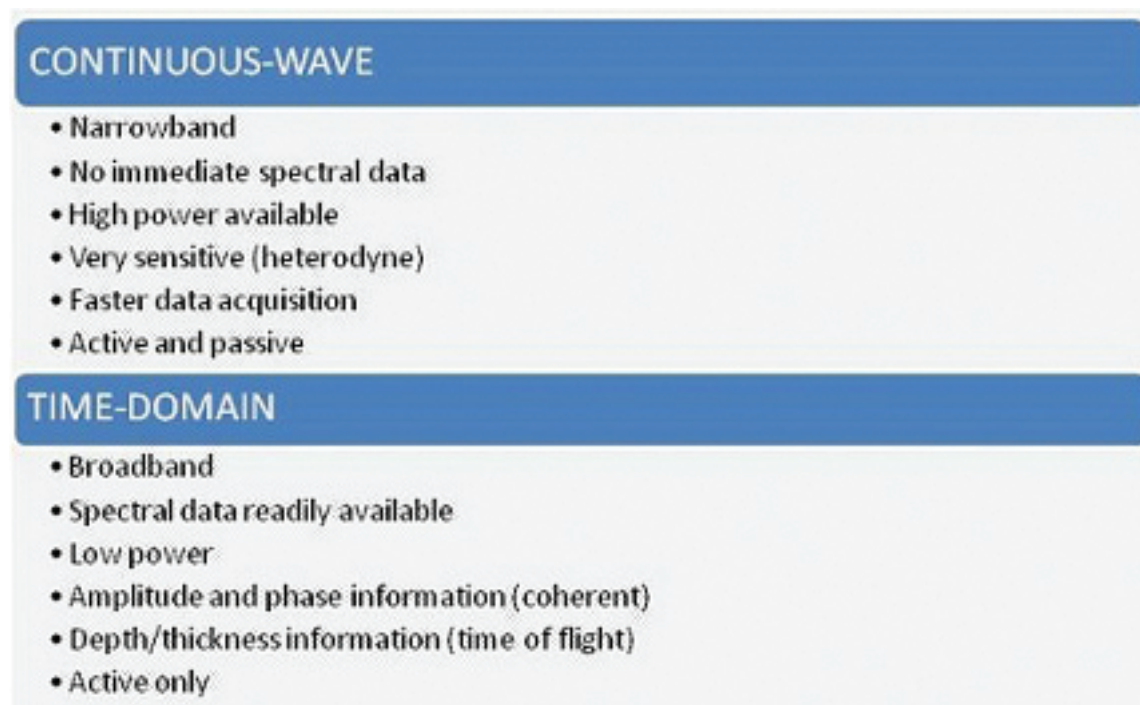 CONTINUOUS-WAVE
• Narrowband
• No immediate spectral data
• High power available
• Very sensitive (heterodyne)
• Faster data acquisition
• Active and passive
TIME-DOMAIN
• Broadband
• Spectral data readily available
• Low power
• Amplitude and phase information (coherent)
• Depth/thickness information (time of flight)
• Active only